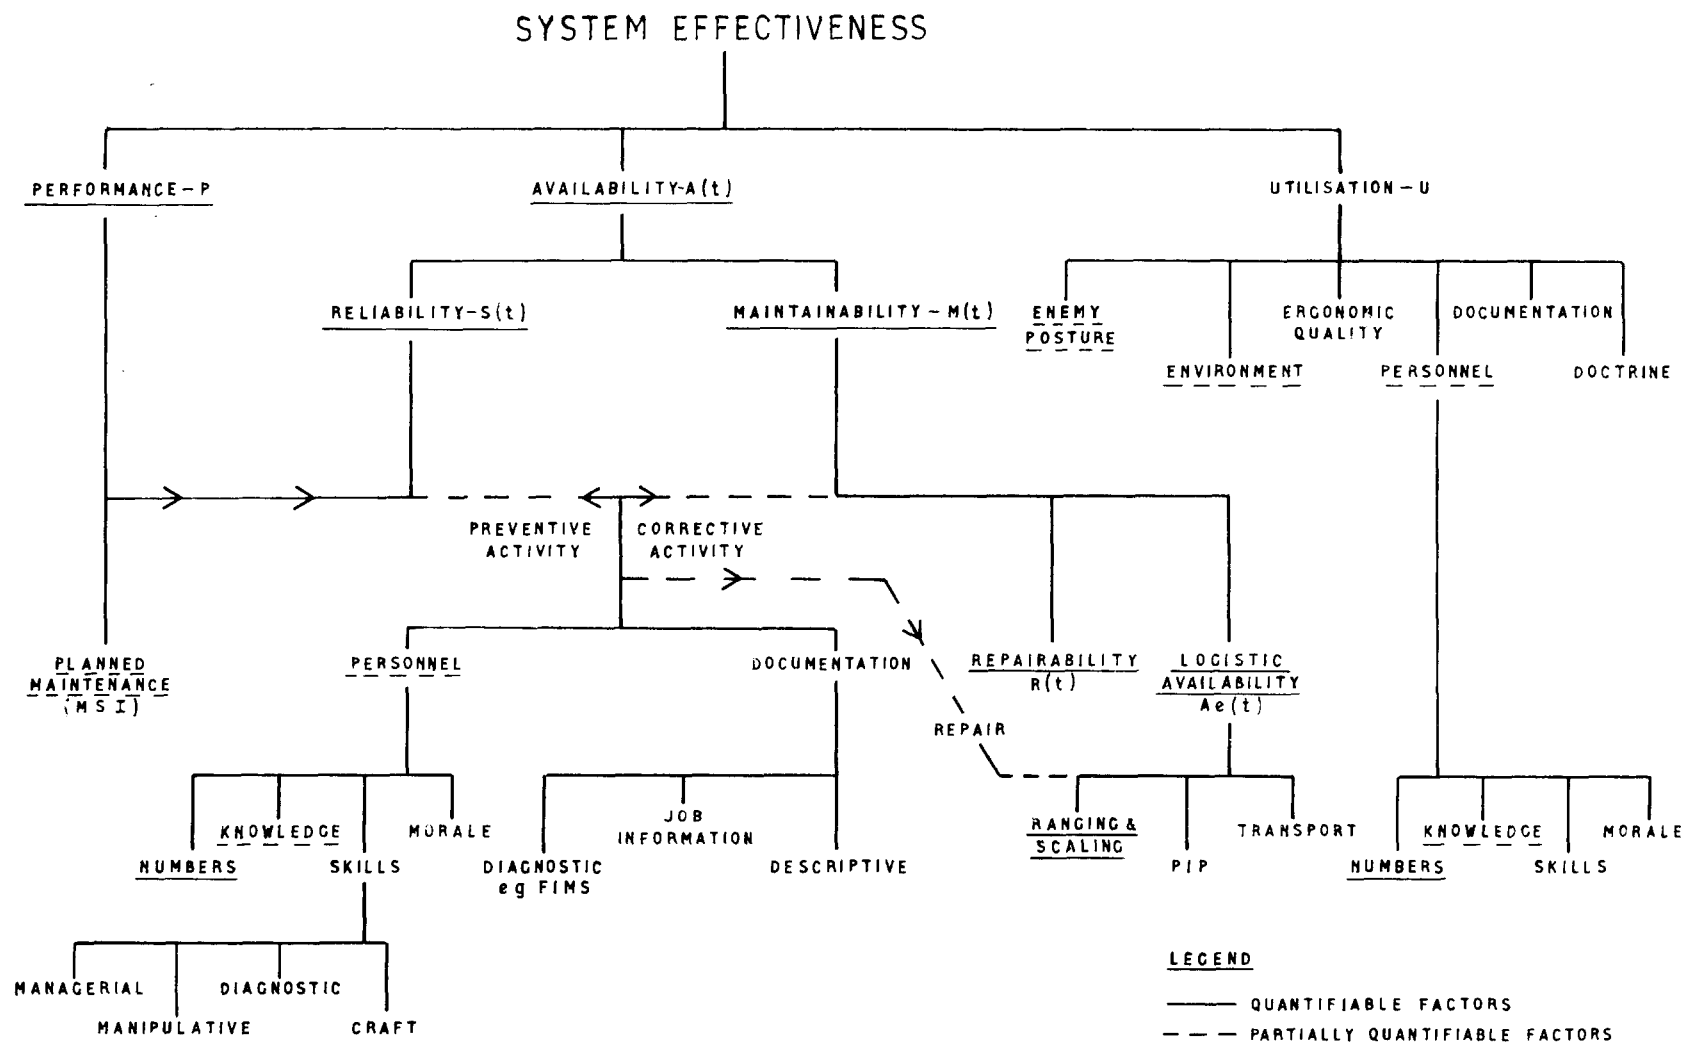 SYSTEM EFFECTIVENESS
PERFORMANCE-P
AVAILABILITY-A(t)
UTILISATION-U
RELIABILITY-S(t)
MAINTAINABILITY-M(t)
ENEMY
POSTURE
ERGONOMIC
QUALITY
DOCUMENTATION
ENVIRONMENT
PERSONNEL
DOCTRINE
PREVENTIVE
ACTIVITY
CORRECTIVE
ACTIVITY
PLANNED
MAINTENANCE
(MSI)
PERSONNEL
DOCUMENTATION
REPAIRABILITY
R(t)
LOGISTIC
AVAILABILITY
Ae(t)
REPAIR
NUMBERS
KNOWLEDGE
SKILLS
MORALE
DIAGNOSTIC
eg FIMS
JOB
INFORMATION
DESCRIPTIVE
RANGING &
SCALING
PIP
TRANSPORT
NUMBERS
KNOWLEDGE
SKILLS
MORALE
MANAGERIAL
MANIPULATIVE
DIAGNOSTIC
CRAFT
LEGEND
QUANTIFIABLE FACTORS
PARTIALLY QUANTIFIABLE FACTORS